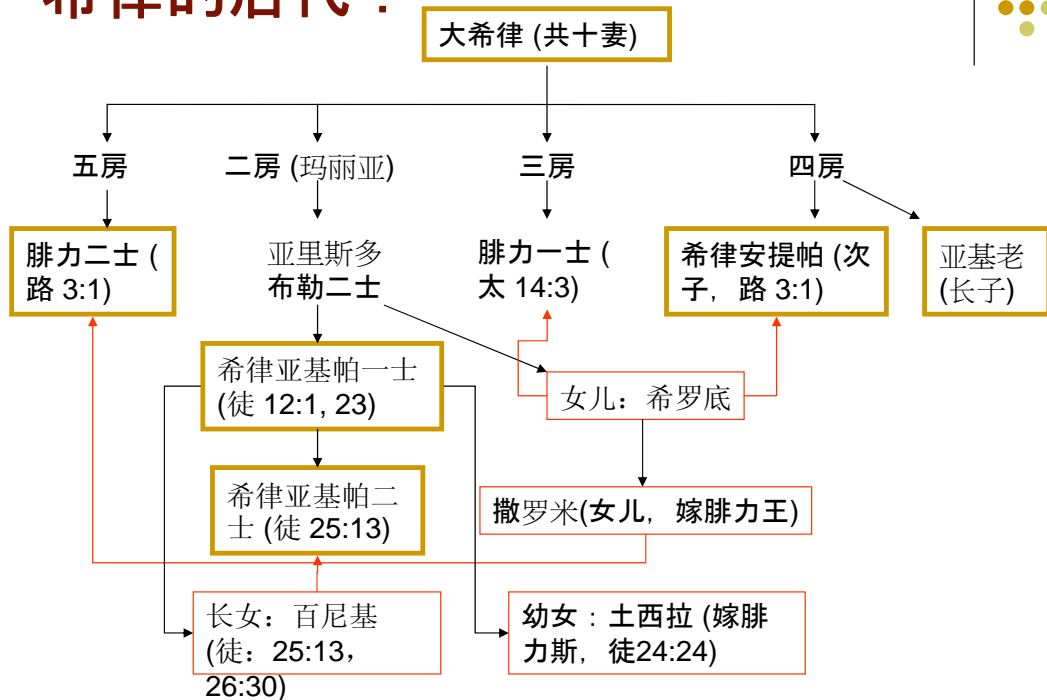 希律的后代：
大希律 (共十妻)
五房
二房 (玛丽亚)
三房
四房
腓力二士 (
路 3:1)
亚里斯多
布勒二士
腓力一士 (
太 14:3)
希律安提帕 (次
子，路 3:1)
亚基老
(长子)
希律亚基帕一士
(徒 12:1, 23)
女儿：希罗底
希律亚基帕二
士 (徒 25:13)
撒罗米(女儿，嫁腓力王)
长女：百尼基
(徒：25:13，
26:30)
幼女：土西拉 (嫁腓
力斯，徒24:24)